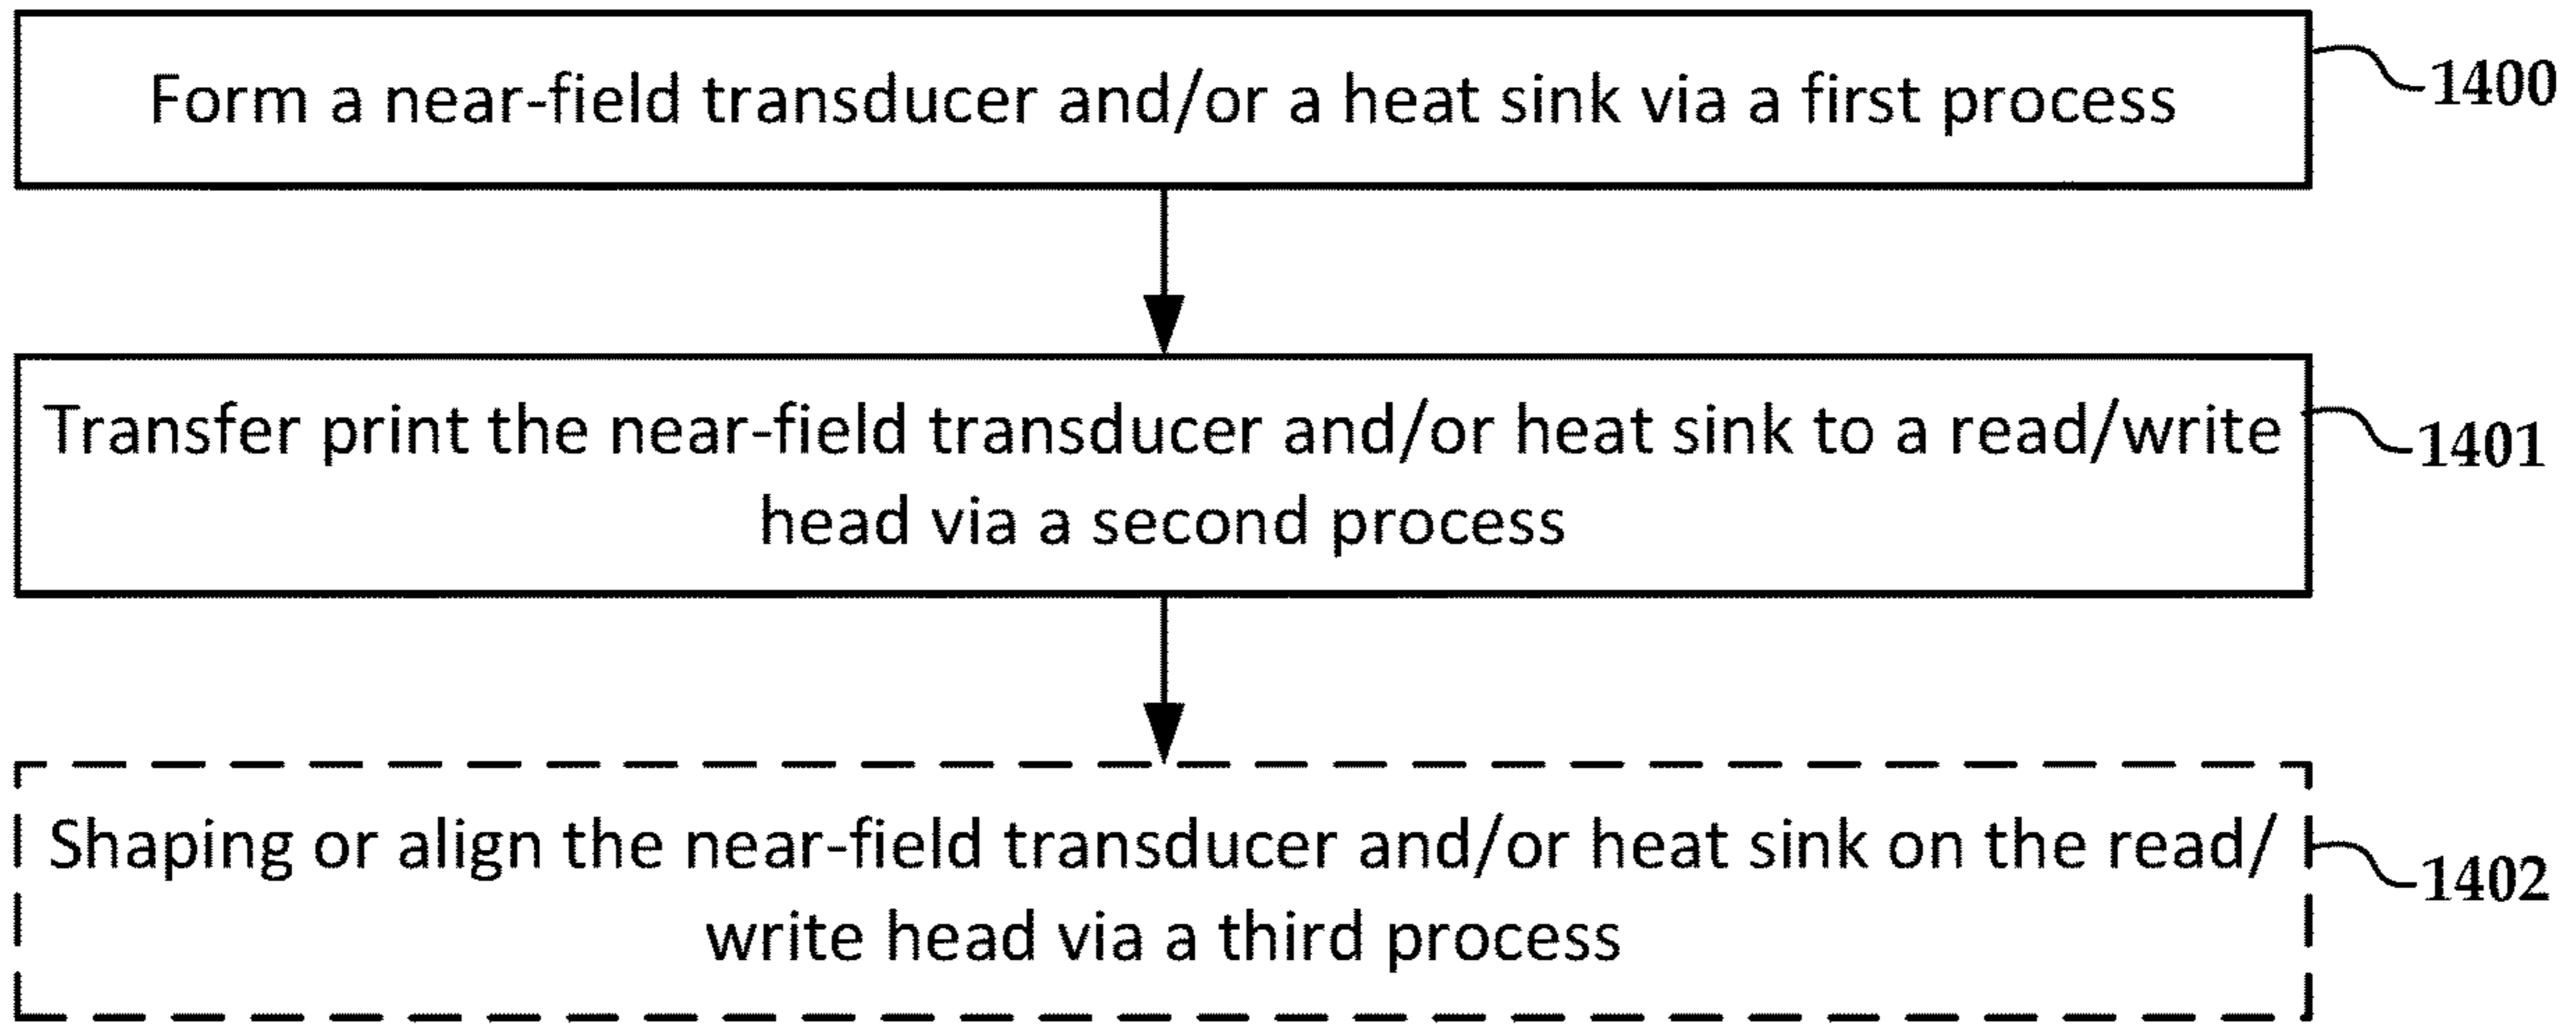 Form a near-field transducer and/or a heat sink via a first process
1400
Transfer print the near-field transducer and/or heat sink to a read/write
head via a second process
1401
Shaping or align the near-field transducer and/or heat sink on the read/
write head via a third process
1402